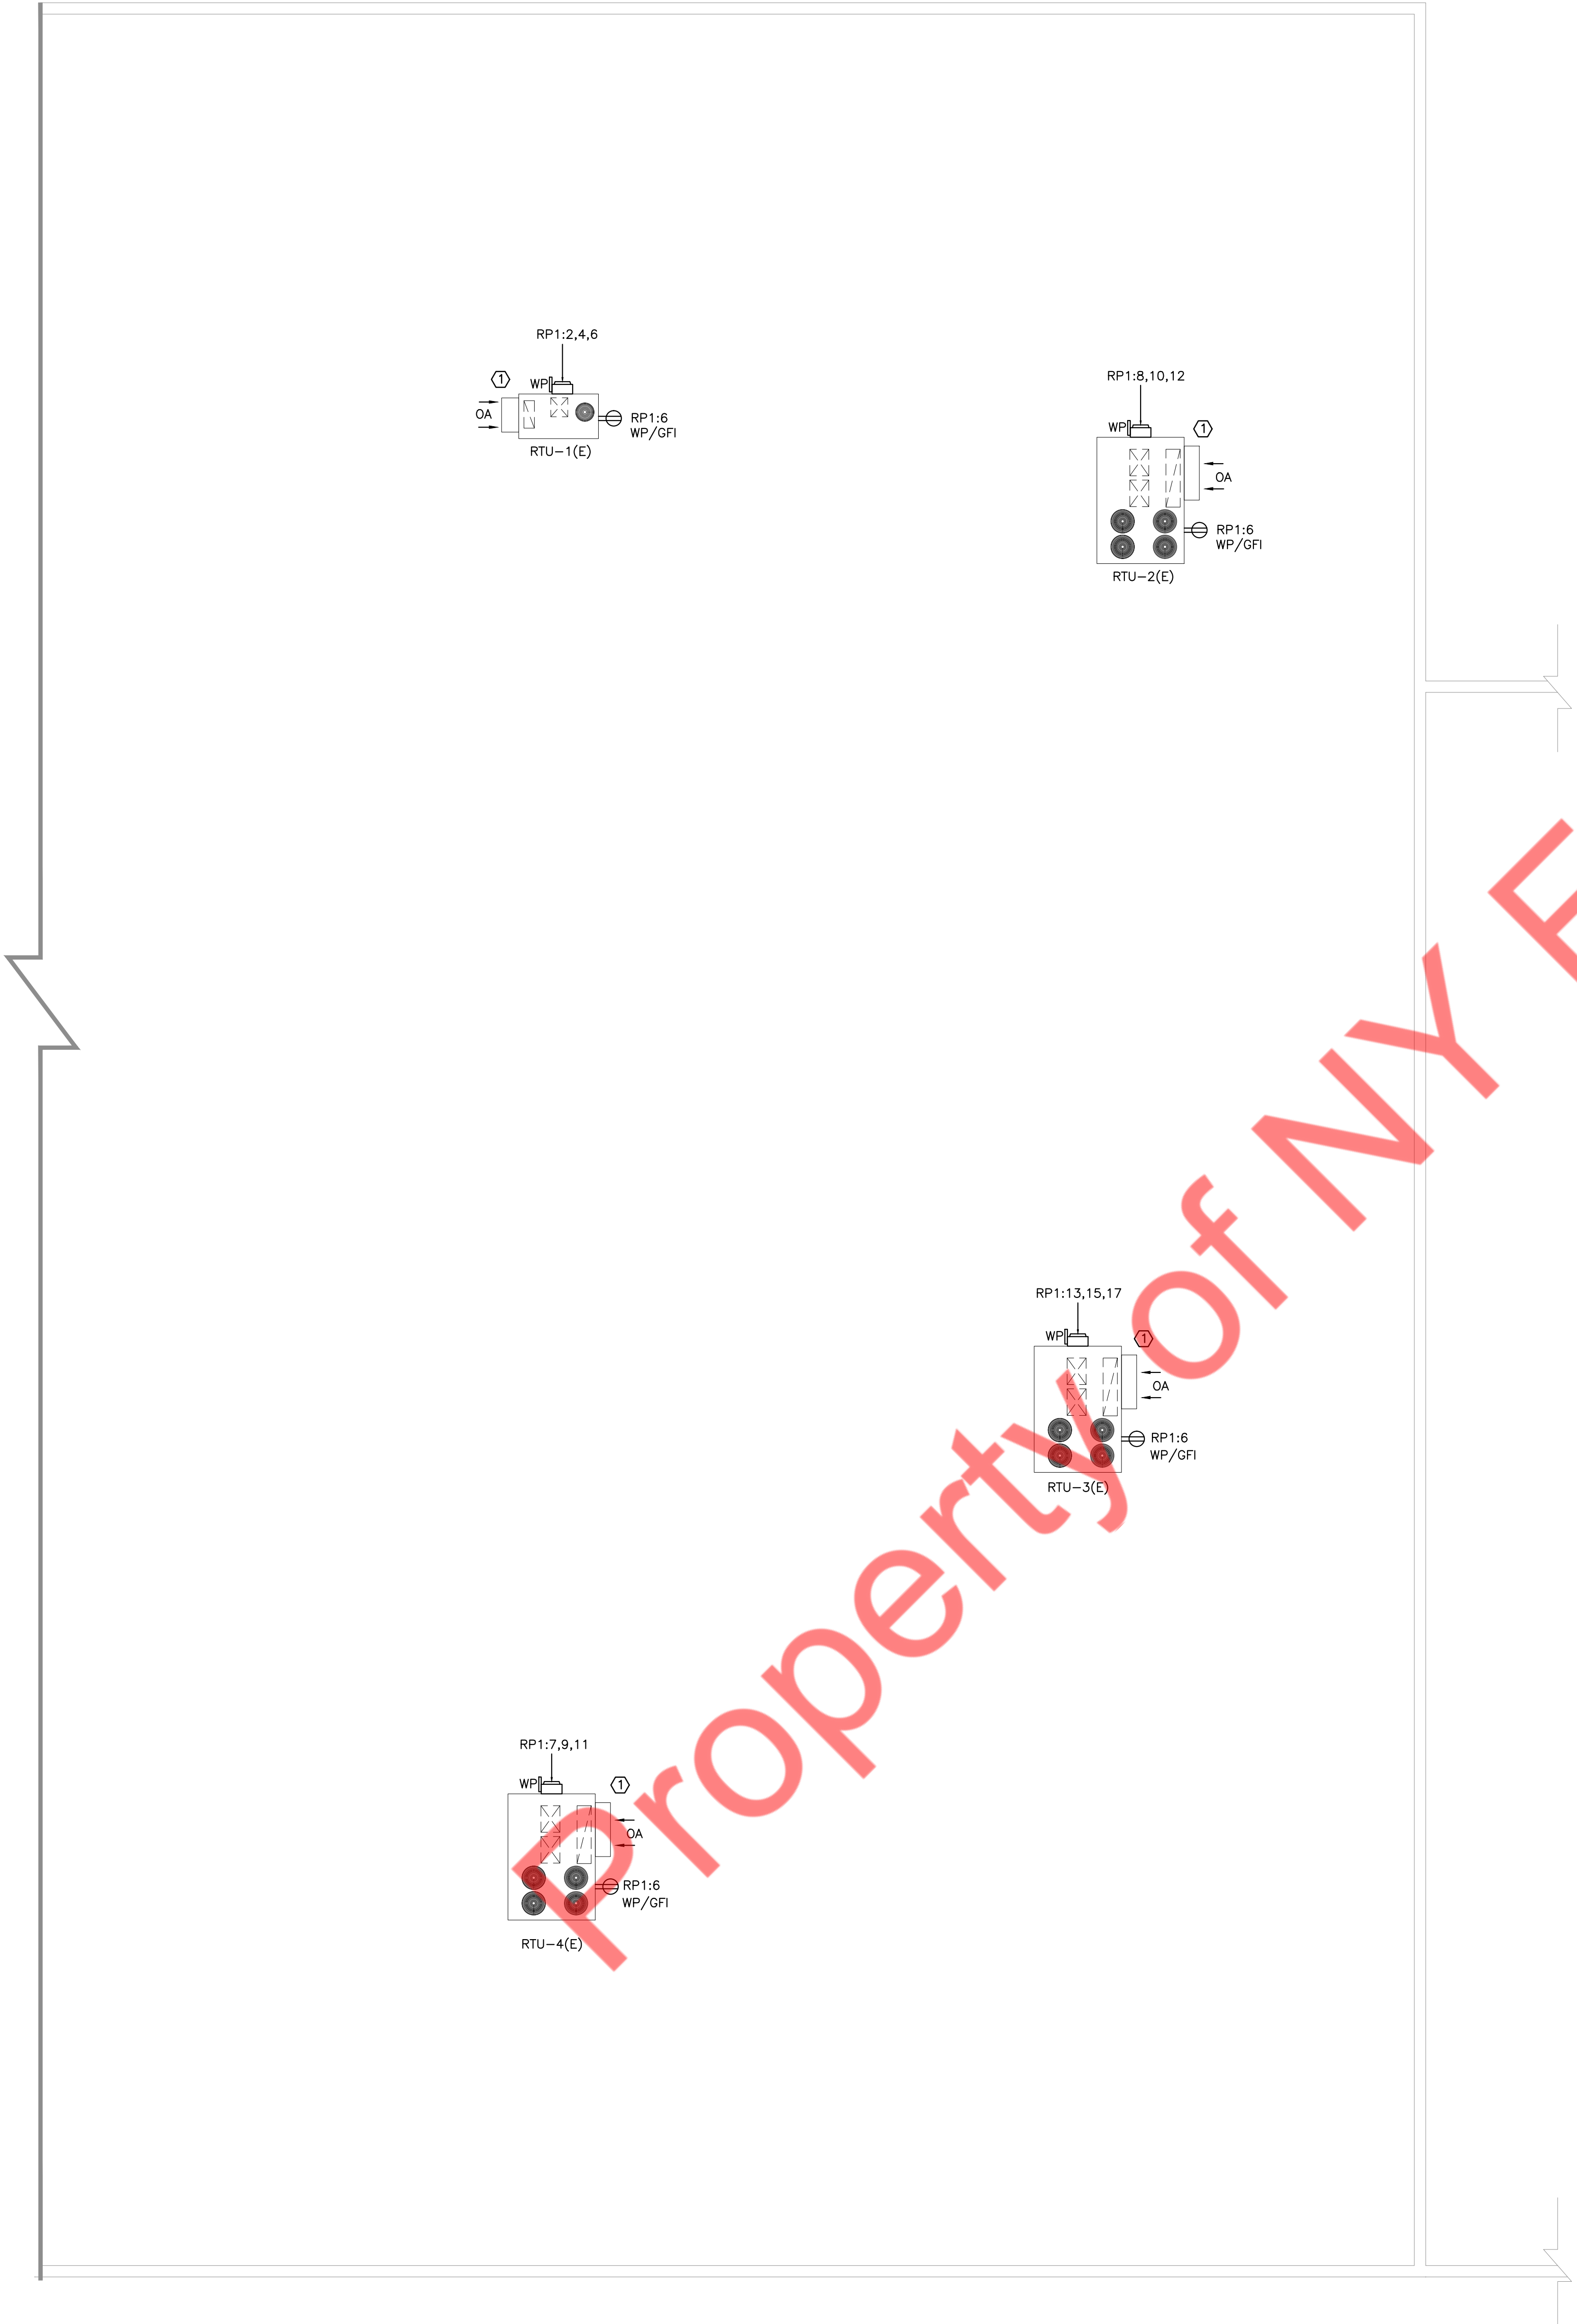 RP1:2,4,6
1
WP
OA
RP1:6
WP/GFI
RTU-1(E)
RP1:8,10,12
WP
1
OA
RP1:6
WP/GFI
RTU-2(E)
RP1:13,15,17
WP
1
OA
RP1:6
WP/GFI
RTU-3(E)
RP1:7,9,11
WP
1
OA
RP1:6
WP/GFI
RTU-4(E)
Property of NY